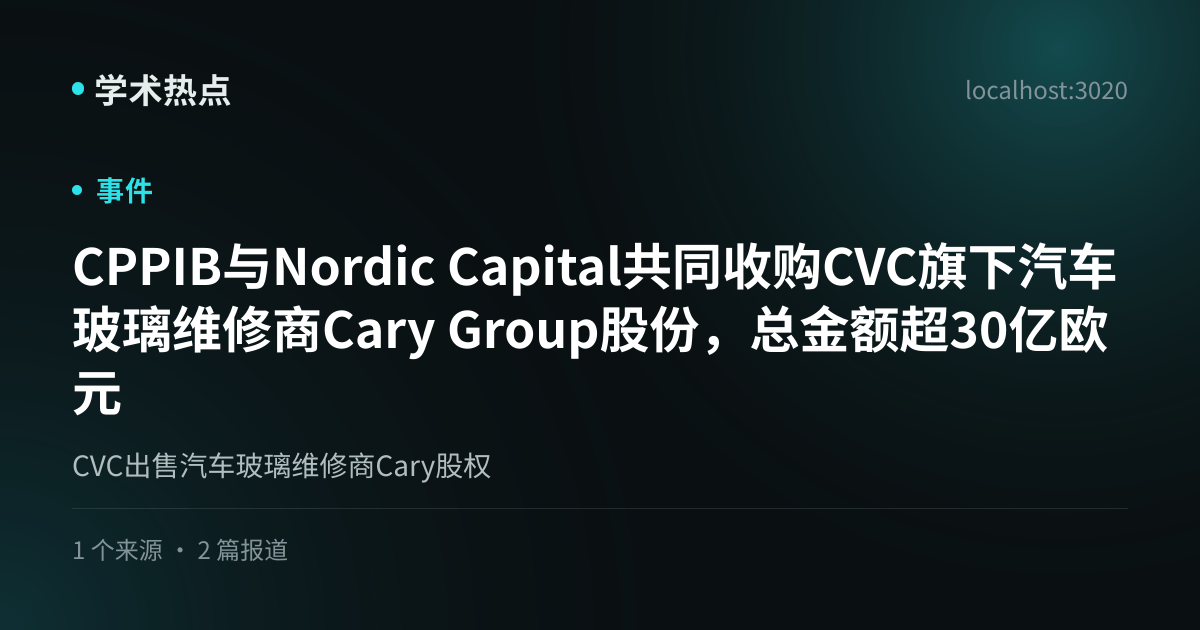 学术热点
localhost:3020
事件
CPPIB与Nordic Capital共同收购CVC旗下汽车
玻璃维修商Cary Group股份，总金额超30亿欧
元
CVC出售汽车玻璃维修商Cary股权
1 个来源 · 2 篇报道